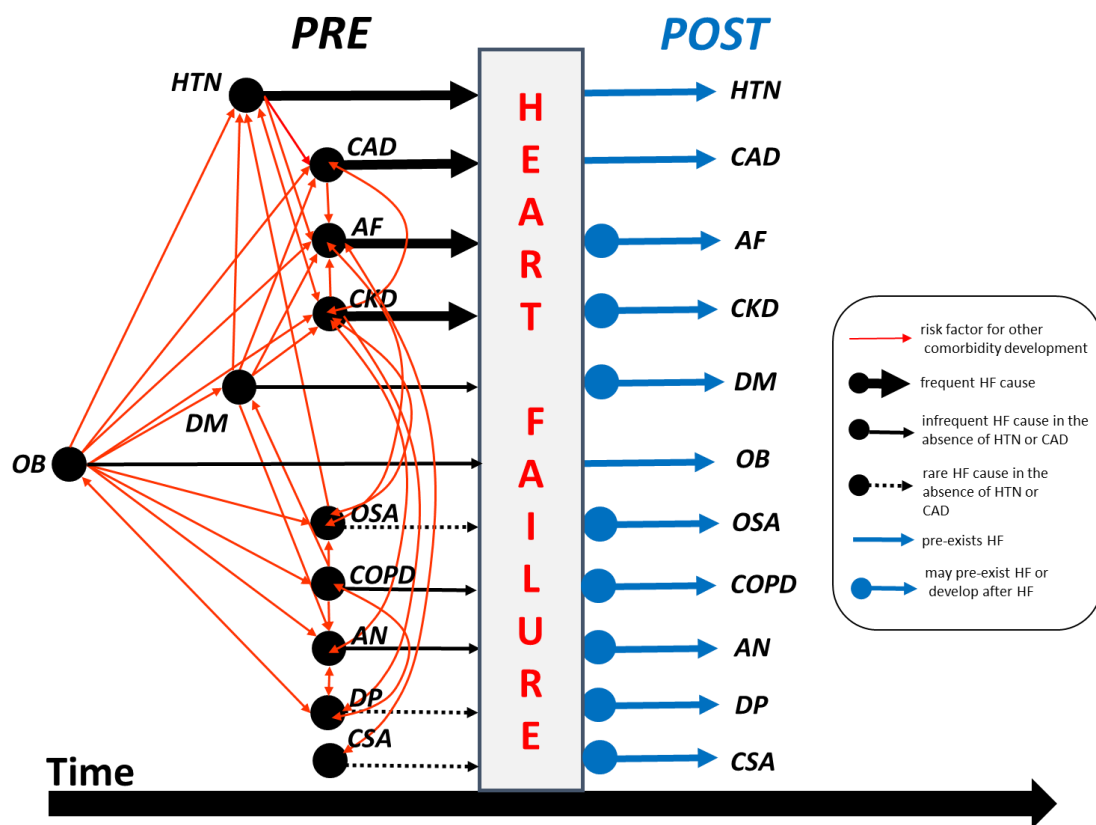 PRE
POST
HTN
CAD
AF
CKD
DM
OB
OSA
COPD
AN
DP
CSA
HEART FAILURE
HTN
CAD
AF
CKD
DM
OB
OSA
COPD
AN
DP
CSA
risk factor for other
comorbidity development
frequent HF cause
infrequent HF cause in the
absence of HTN or CAD
rare HF cause in the
absence of HTN or
CAD
pre-exists HF
may pre-exist HF or
develop after HF
Time